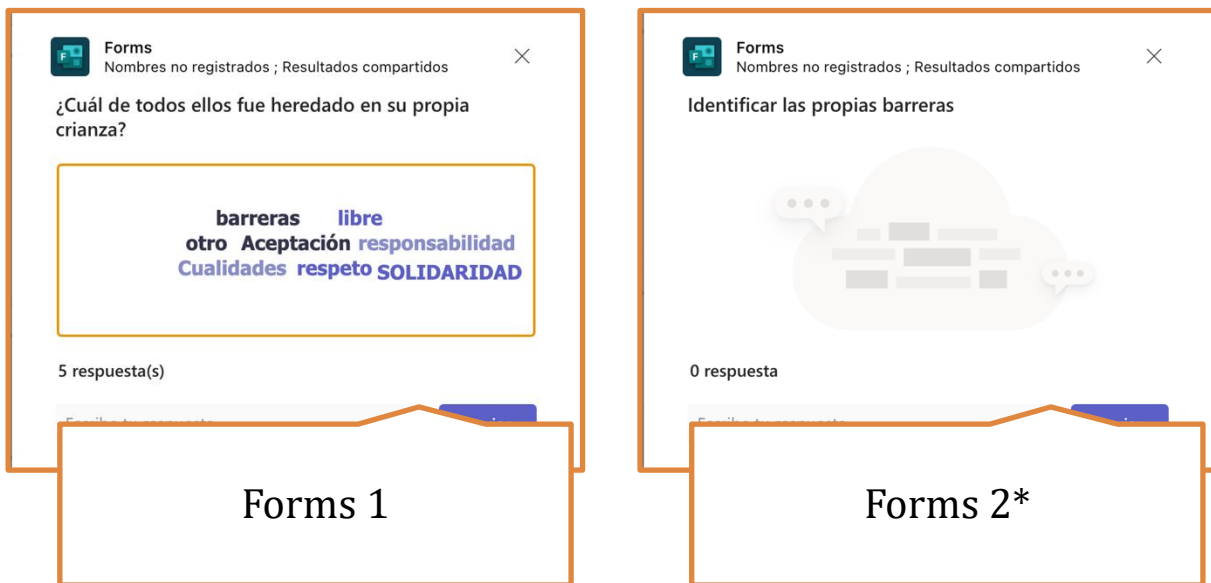 Forms
Nombres no registrados ; Resultados compartidos
¿Cuál de todos ellos fue heredado en su propia
crianza?
barreras libre
otro Aceptación responsabilidad
Cualidades respeto SOLIDARIDAD
5 respuesta(s)
Forms 1
Forms
Nombres no registrados ; Resultados compartidos
Identificar las propias barreras
0 respuesta
Forms 2*